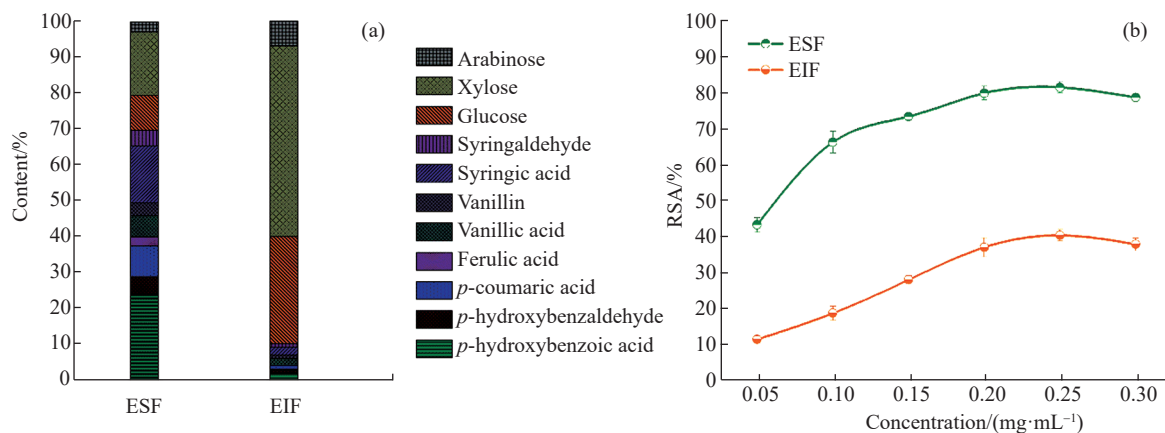 (a)
Content/%
100
90
80
70
60
50
40
30
20
10
0
ESF
EIF
Arabinose
Xylose
Glucose
Syringaldehyde
Syringic acid
Vanillin
Vanillic acid
Ferulic acid
p-coumaric acid
p-hydroxybenzaldehyde
p-hydroxybenzoic acid
(b)
ESF
EIF
RSA/%
100
90
80
70
60
50
40
30
20
10
0
0.05
0.10
0.15
0.20
0.25
0.30
Concentration/(mg·mL⁻¹)